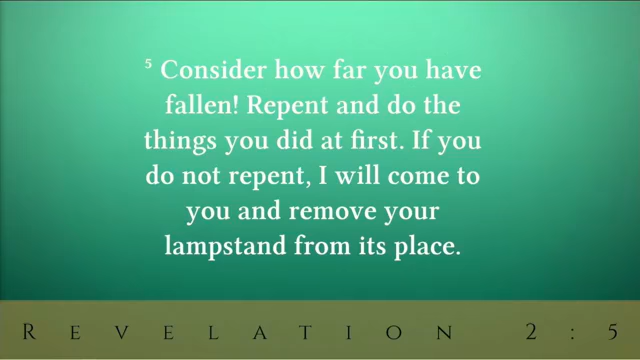 ⁵ Consider how far you have
fallen! Repent and do the
things you did at first. If you
do not repent, I will come to
you and remove your
lampstand from its place.
REVELATION 2:5